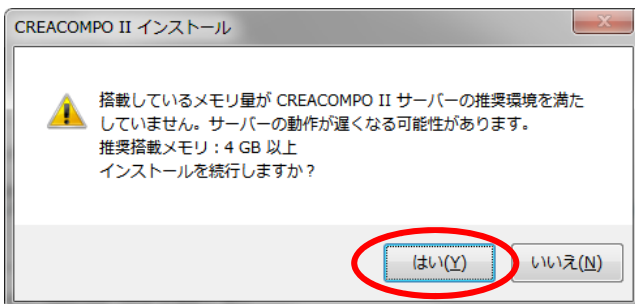 CREACOMPO II インストール
搭載しているメモリ量が CREACOMPO II サーバーの推奨環境を満た
していません。サーバーの動作が遅くなる可能性があります。
推奨搭載メモリ：4 GB 以上
インストールを続行しますか？
はい(Y)
いいえ(N)